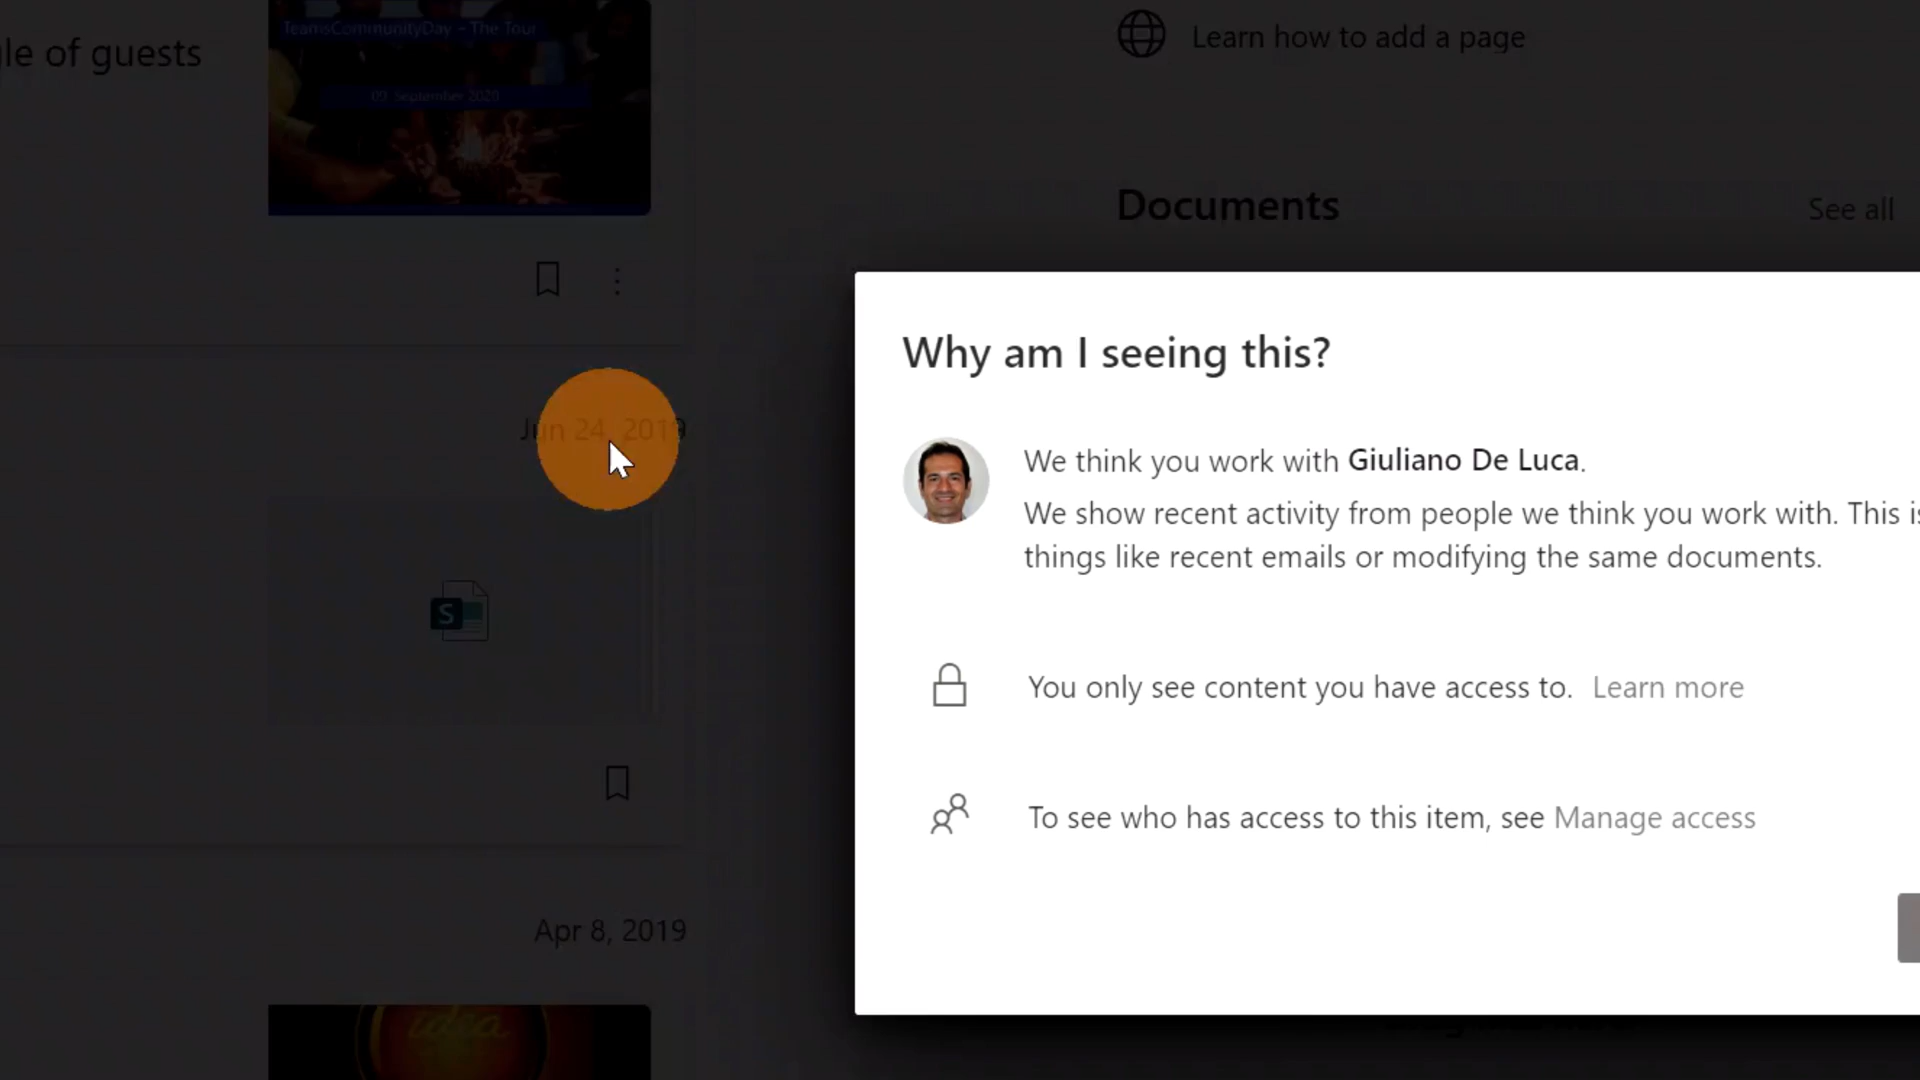 le of guests
TeamsCommunityDay - The Tour
09. September 2020
Learn how to add a page
Documents
See all
Jun 24, 2019
S
Apr 8, 2019
idea
Why am I seeing this?
We think you work with Giuliano De Luca.
We show recent activity from people we think you work with. This is
things like recent emails or modifying the same documents.
You only see content you have access to. Learn more
To see who has access to this item, see Manage access